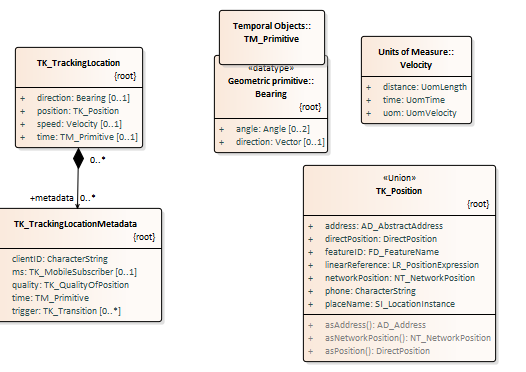 TK_TrackingLocation
{root}
+ direction: Bearing [0..1]
+ position: TK_Position
+ speed: Velocity [0..1]
+ time: TM_Primitive [0..1]
0..*
+metadata 0..*
TK_TrackingLocationMetadata
{root}
clientID: CharacterString
ms: TK_MobileSubscriber [0..1]
quality: TK_QualityOfPosition
time: TM_Primitive
trigger: TK_Transition [0..*]
Temporal Objects::
TM_Primitive
«datatype»
Geometric primitive::
Bearing
{root}
+ angle: Angle [0..2]
+ direction: Vector [0..1]
Units of Measure::
Velocity
+ distance: UomLength
+ time: UomTime
+ uom: UomVelocity
«Union»
TK_Position
{root}
+ address: AD_AbstractAddress
+ directPosition: DirectPosition
+ featureID: FD_FeatureName
+ linearReference: LR_PositionExpression
+ networkPosition: NT_NetworkPosition
+ phone: CharacterString
+ placeName: SI_LocationInstance
+ asAddress(): AD_Address
+ asNetworkPosition(): NT_NetworkPosition
+ asPosition(): DirectPosition